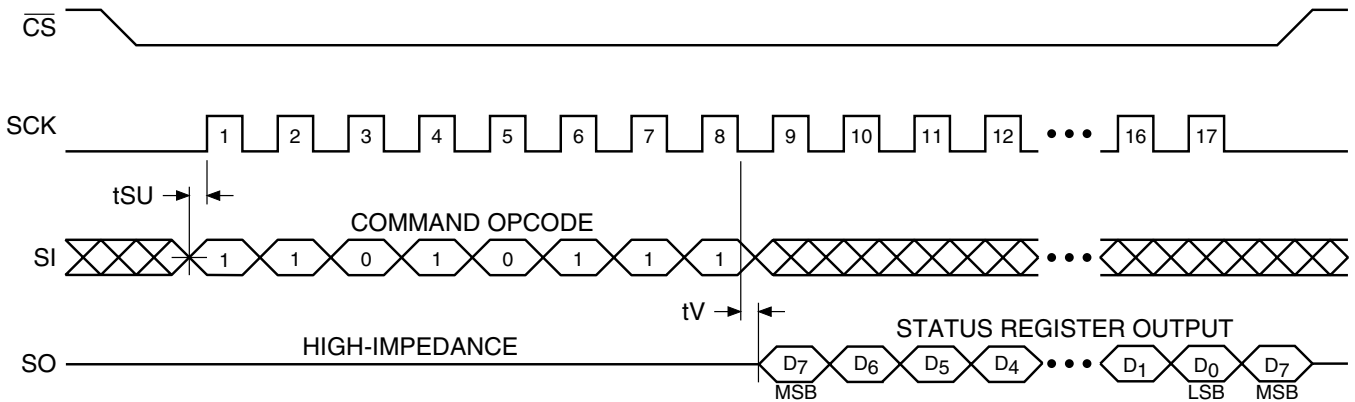 CS
SCK
1 2 3 4 5 6 7 8 9 10 11 12 ••• 16 17
tSU
COMMAND OPCODE
SI
1 1 0 1 0 1 1 1 •••
tV
STATUS REGISTER OUTPUT
HIGH-IMPEDANCE
SO
D7 D6 D5 D4 ••• D1 D0 D7
MSB LSB MSB